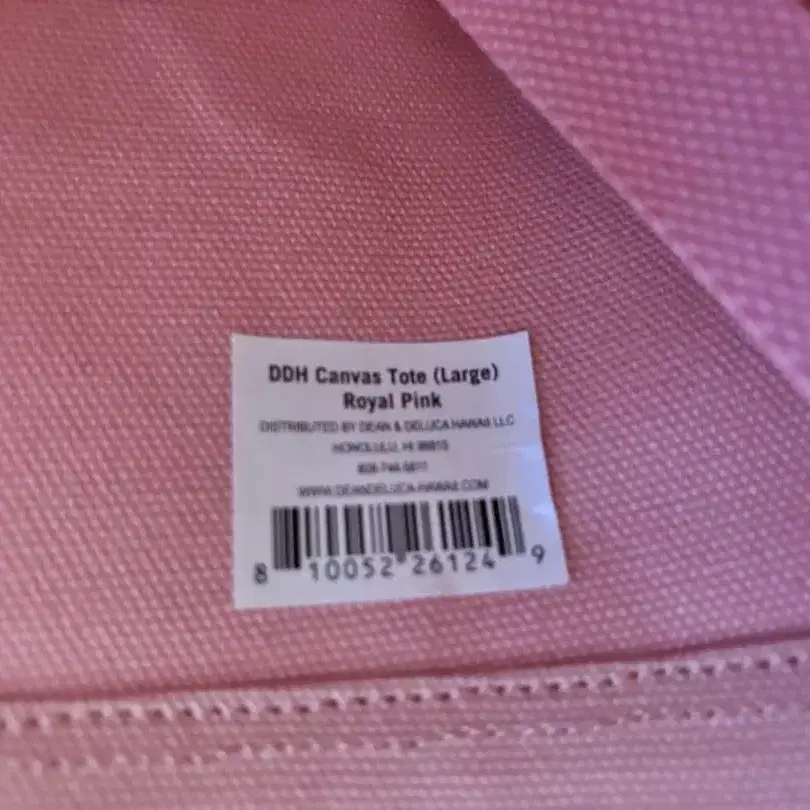 DDH Canvas Tote (Large)
Royal Pink
DISTRIBUTED BY DEAN & DELUCA HAWAII LLC
HONOLULU, HI
WWW.DEANDELUCA-HAWAII.COM
8 10052 26124 9